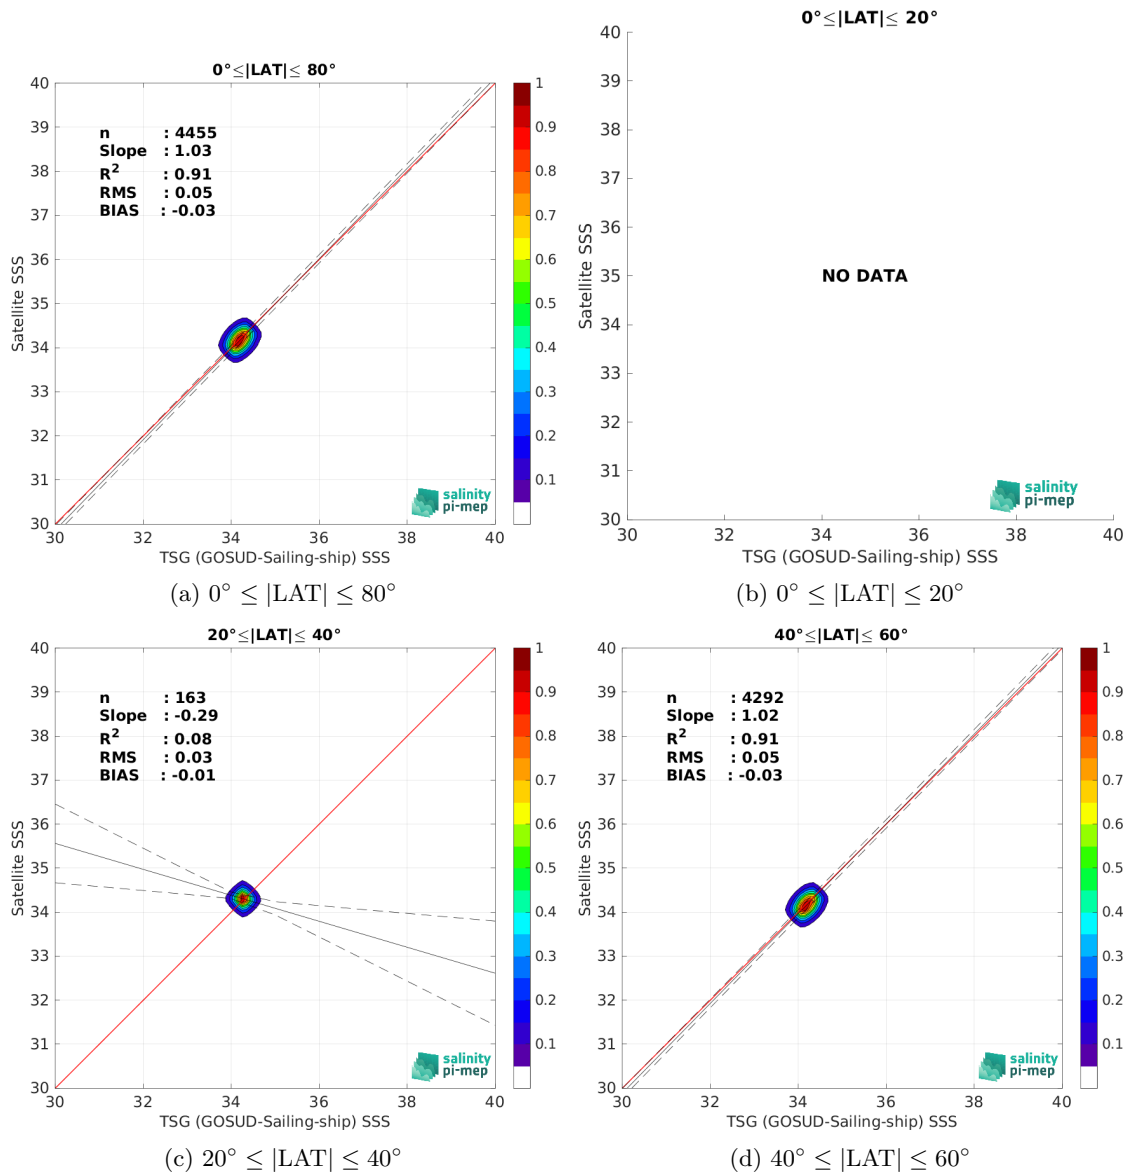 0°≤|LAT|≤ 80°
40
39
38
37
36
35
34
33
32
31
30
Satellite SSS
n : 4455
Slope : 1.03
R² : 0.91
RMS : 0.05
BIAS : -0.03
salinity
pi-mep
30 32 34 36 38 40
TSG (GOSUD-Sailing-ship) SSS
1
0.9
0.8
0.7
0.6
0.5
0.4
0.3
0.2
0.1
(a) 0° ≤ |LAT| ≤ 80°
0°≤|LAT|≤ 20°
40
39
38
37
36
35
34
33
32
31
30
Satellite SSS
NO DATA
salinity
pi-mep
30 32 34 36 38 40
TSG (GOSUD-Sailing-ship) SSS
(b) 0° ≤ |LAT| ≤ 20°
20°≤|LAT|≤ 40°
40
39
38
37
36
35
34
33
32
31
30
Satellite SSS
n : 163
Slope : -0.29
R² : 0.08
RMS : 0.03
BIAS : -0.01
salinity
pi-mep
30 32 34 36 38 40
TSG (GOSUD-Sailing-ship) SSS
1
0.9
0.8
0.7
0.6
0.5
0.4
0.3
0.2
0.1
(c) 20° ≤ |LAT| ≤ 40°
40°≤|LAT|≤ 60°
40
39
38
37
36
35
34
33
32
31
30
Satellite SSS
n : 4292
Slope : 1.02
R² : 0.91
RMS : 0.05
BIAS : -0.03
salinity
pi-mep
30 32 34 36 38 40
TSG (GOSUD-Sailing-ship) SSS
1
0.9
0.8
0.7
0.6
0.5
0.4
0.3
0.2
0.1
(d) 40° ≤ |LAT| ≤ 60°